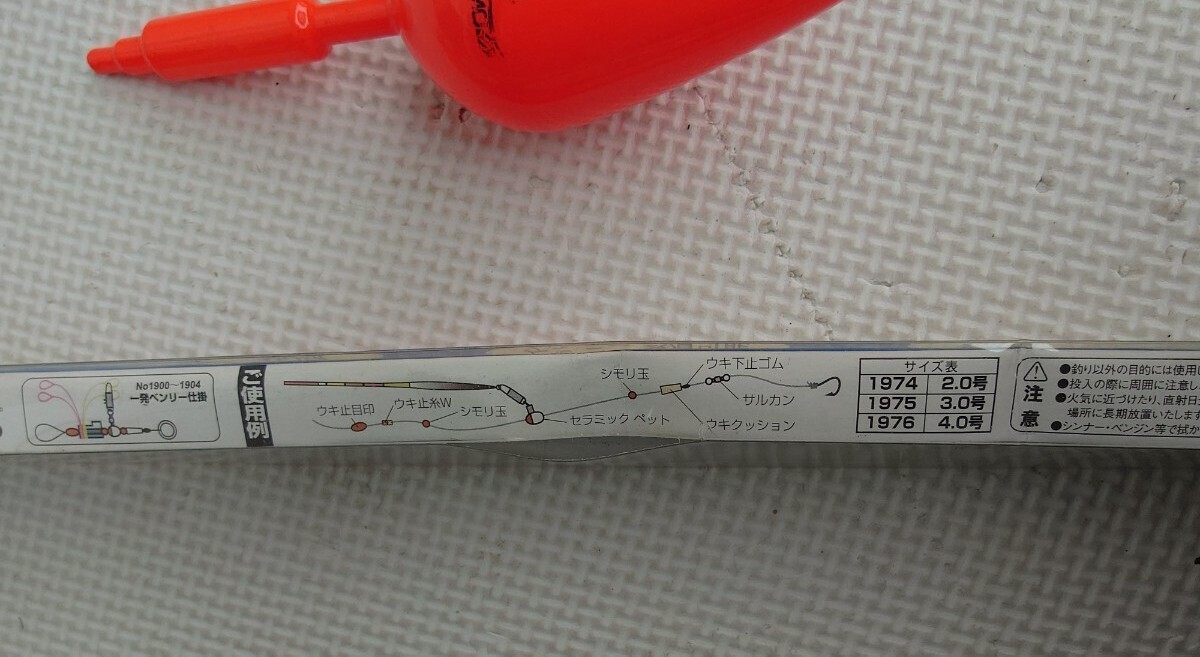 No1900～1904
一発ベンリー仕掛
ご使用例
ウキ止目印
ウキ止糸W
シモリ玉
セラミック ペット
シモリ玉
ウキ下止ゴム
サルカン
ウキクッション
サイズ表
1974 2.0号
1975 3.0号
1976 4.0号
注意
●釣り以外の目的には使用
●投入の際に周囲に注意し
●火気に近づけたり、直射日
場所に長期放置いたします
●シンナー・ベンジン等で拭か